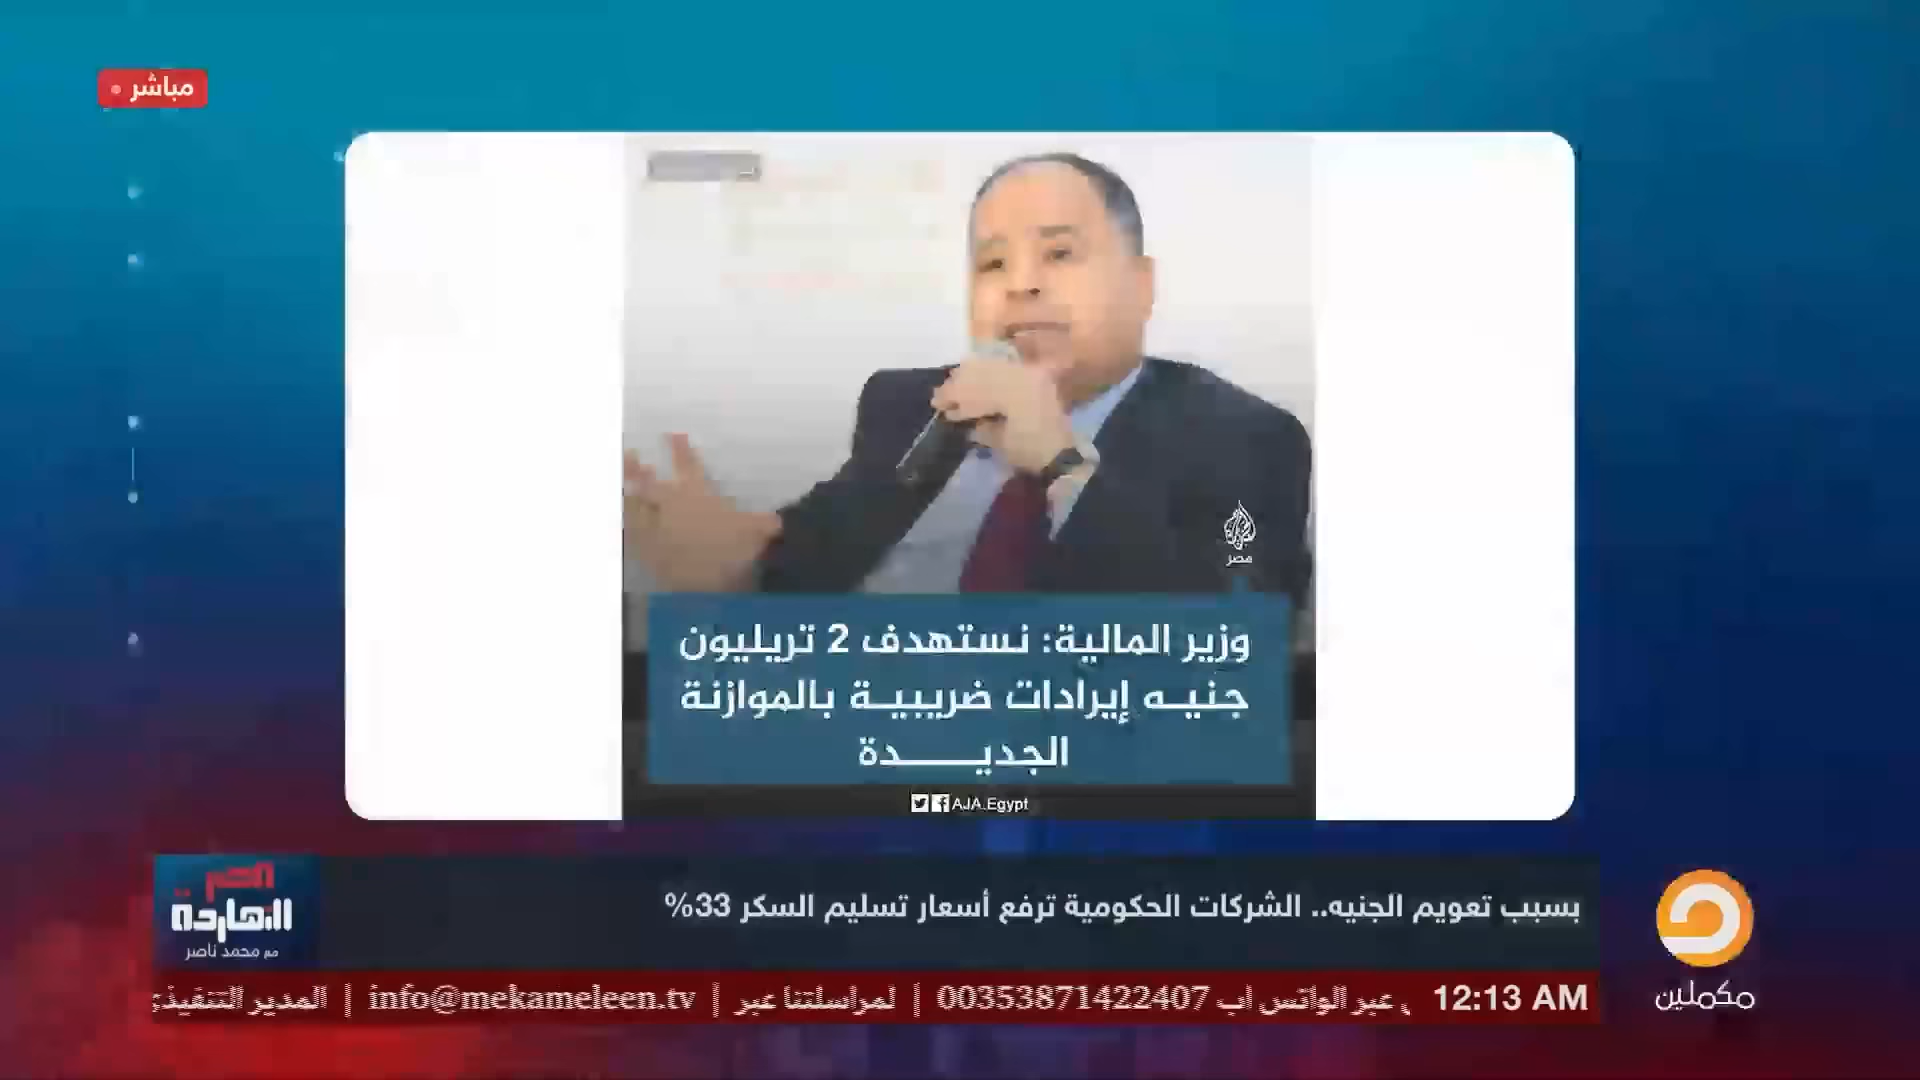 مباشر
مصر
وزير المالية: نستهدف 2 تريليون
جنيه إيرادات ضريبية بالموازنة
الجديدة
AJA.Egypt
مصر
النهاردة
مع محمد ناصر
بسبب تعويم الجنيه.. الشركات الحكومية ترفع أسعار تسليم السكر 33%
مكملين
12:13 AM
عبر الواتس اب 00353871422407 | لمراسلتنا عبر | info@mekameleen.tv | المدير التنفيذي